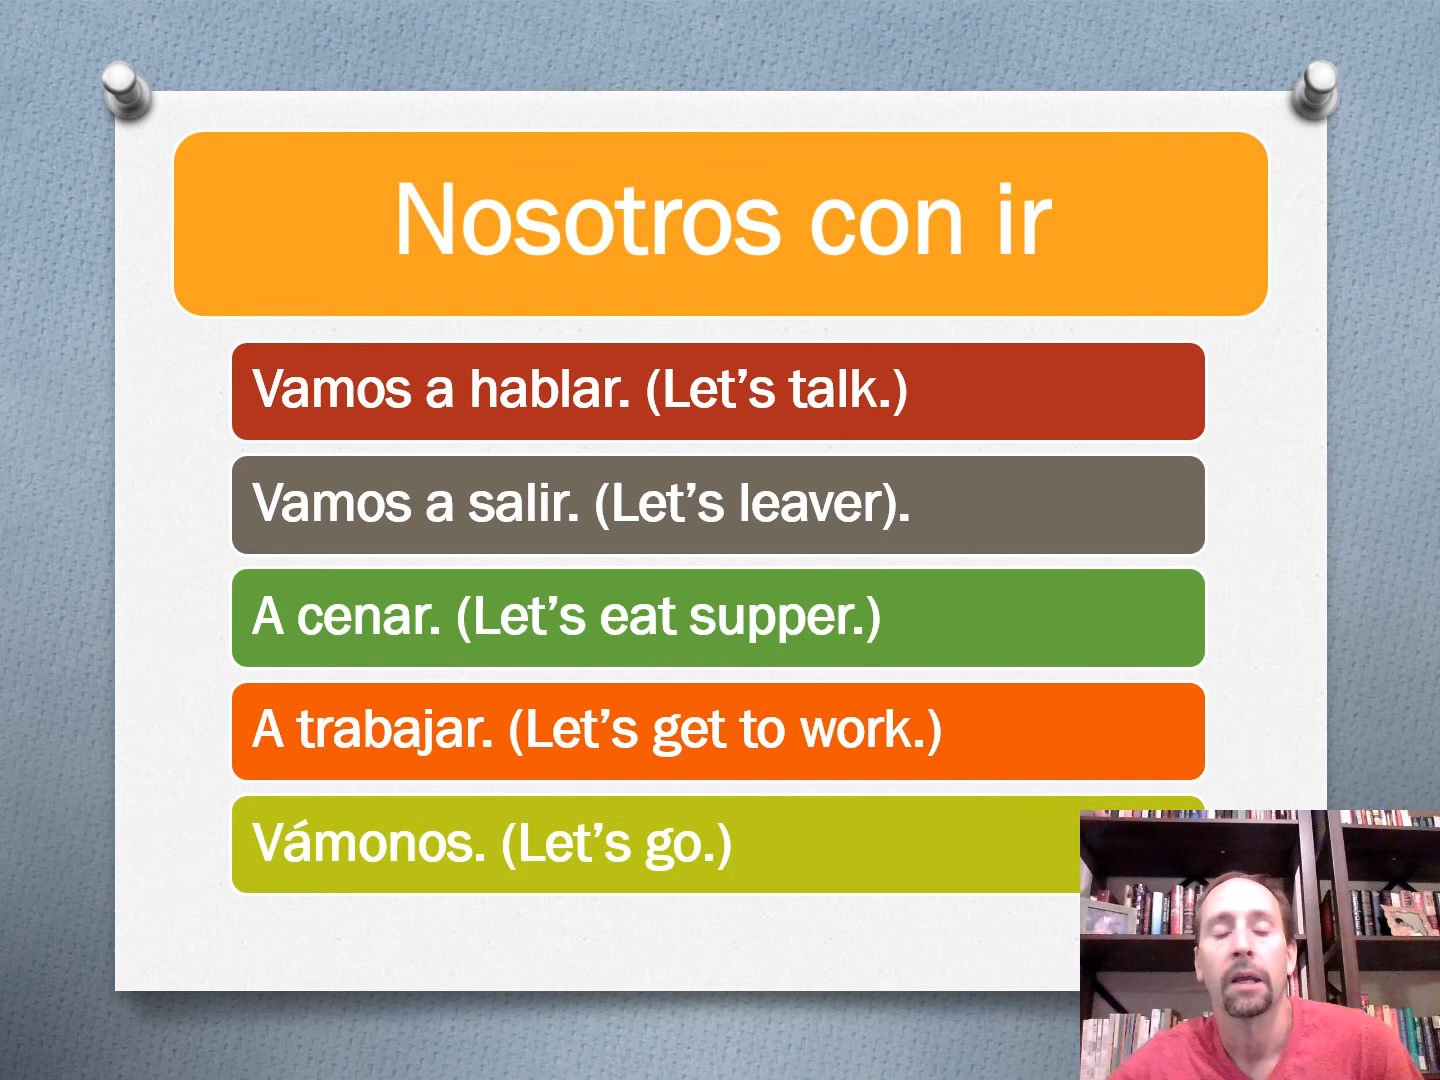 Nosotros con ir
Vamos a hablar. (Let’s talk.)
Vamos a salir. (Let’s leaver).
A cenar. (Let’s eat supper.)
A trabajar. (Let’s get to work.)
Vámonos. (Let’s go.)